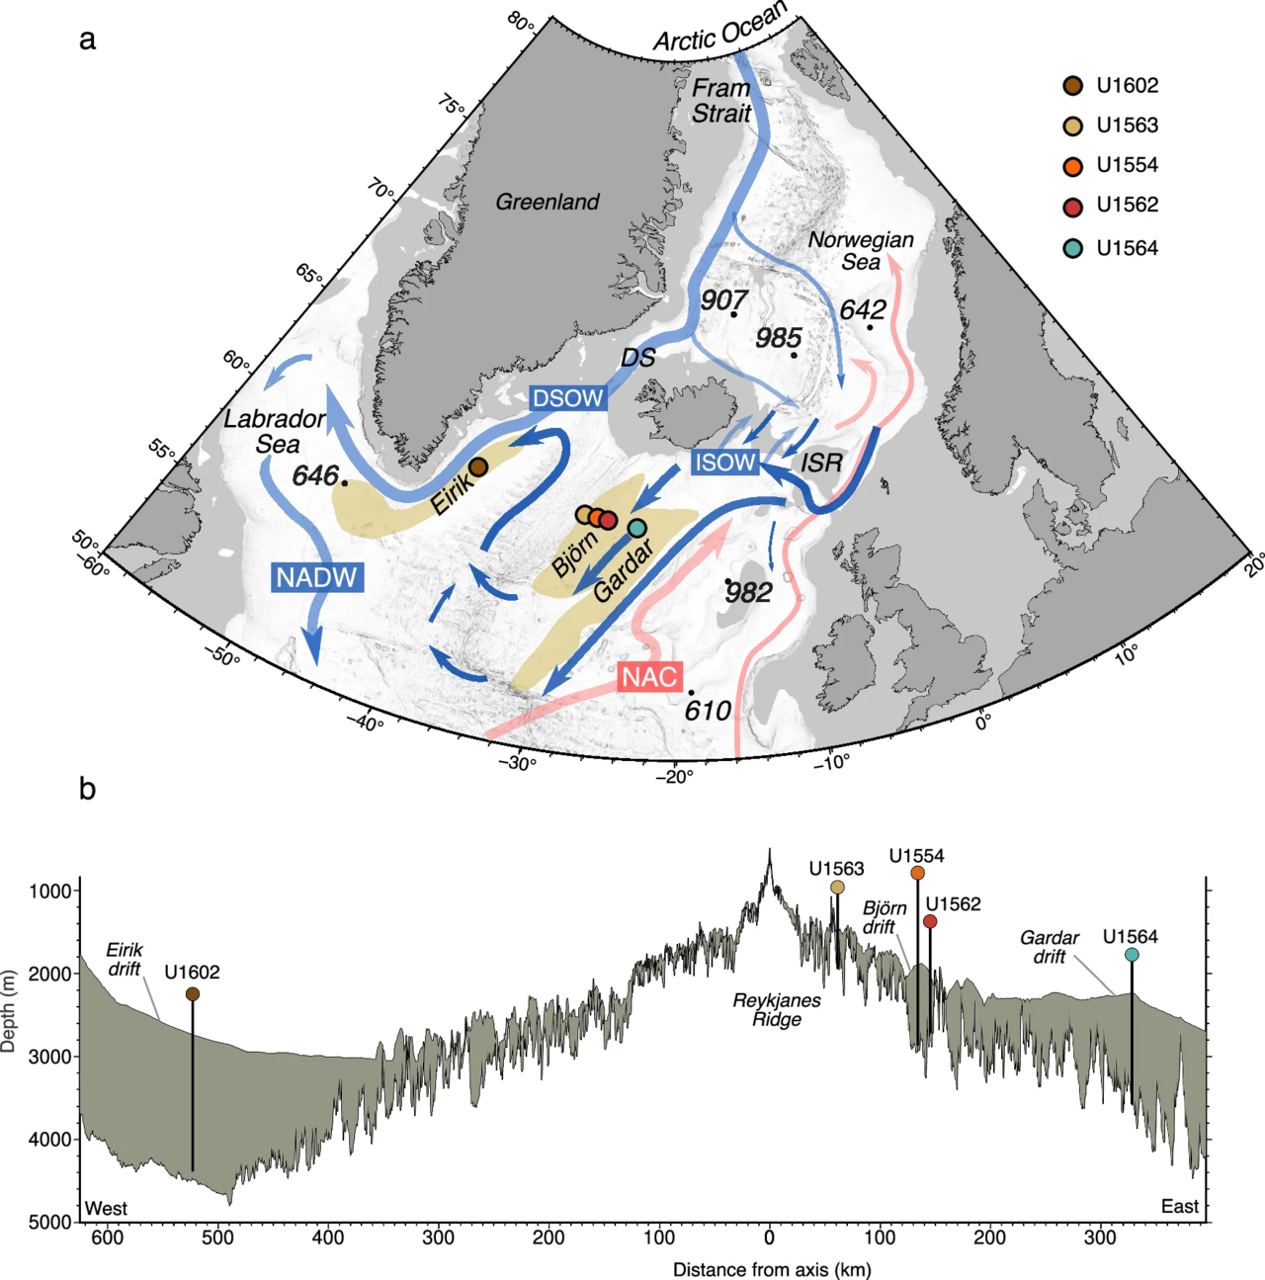 a
80°
Arctic Ocean
Fram
Strait
75°
70°
Greenland
65°
Norwegian
Sea
907
642
985
60°
DS
DSOW
Labrador
Sea
ISOW
ISR
55°
646
Eirik
Björn
Gardar
982
50°
−60°
NADW
NAC
610
−50°
−40°
−30°
−20°
−10°
0°
10°
20°
U1602
U1563
U1554
U1562
U1564
b
Depth (m)
1000
2000
3000
4000
5000
Eirik
drift
U1602
Reykjanes
Ridge
U1563
U1554
Björn
drift
U1562
Gardar
drift
U1564
West
East
600
500
400
300
200
100
0
100
200
300
Distance from axis (km)